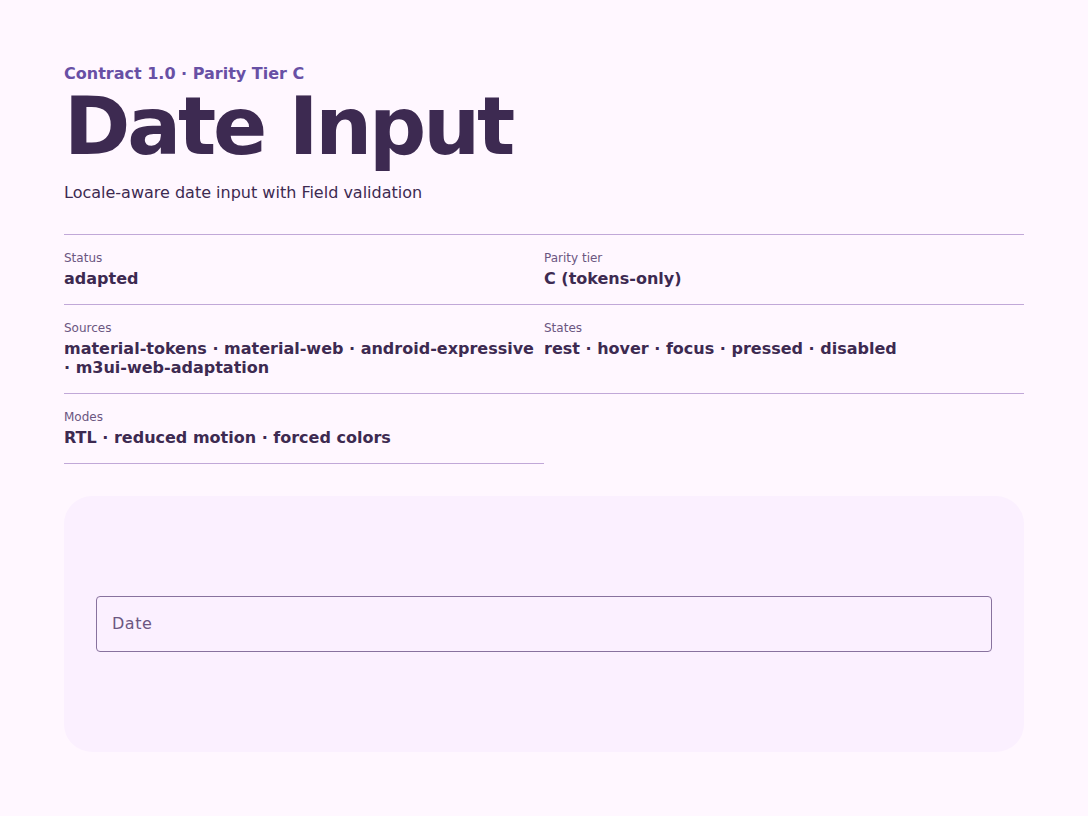 Contract 1.0 · Parity Tier C
Date Input
Locale-aware date input with Field validation
Status
adapted
Parity tier
C (tokens-only)
Sources
material-tokens · material-web · android-expressive
· m3ui-web-adaptation
States
rest · hover · focus · pressed · disabled
Modes
RTL · reduced motion · forced colors
Date